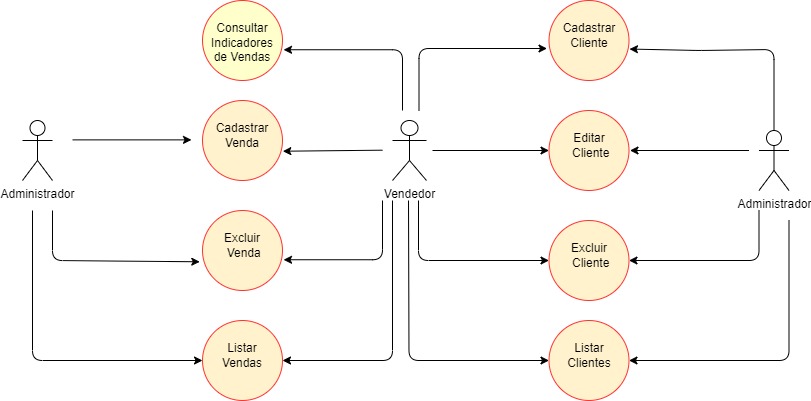 Consultar
Indicadores
de Vendas
Cadastrar
Cliente
Cadastrar
Venda
Editar
Cliente
Administrador
Vendedor
Administrador
Excluir
Venda
Excluir
Cliente
Listar
Vendas
Listar
Clientes